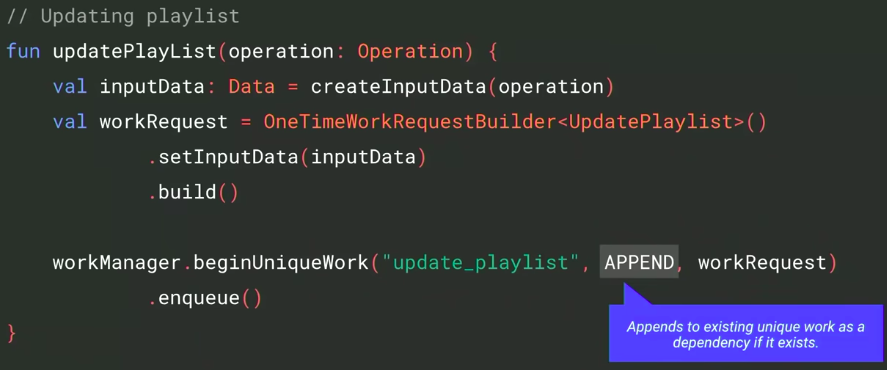 // Updating playlist
fun updatePlayList(operation: Operation) {
    val inputData: Data = createInputData(operation)
    val workRequest = OneTimeWorkRequestBuilder<UpdatePlaylist>()
            .setInputData(inputData)
            .build()

    workManager.beginUniqueWork("update_playlist", APPEND, workRequest)
            .enqueue()
Appends to existing unique work as a
dependency if it exists.
}